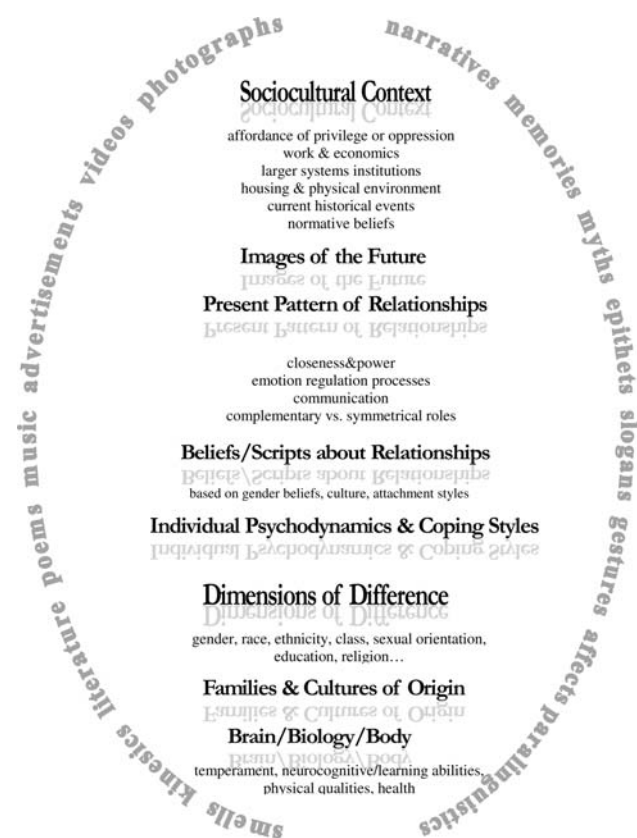 smells kinesics literature poems music advertisements videos photographs
narratives memories myths epithets slogans gestures affects paralinguistics
Sociocultural Context
affordance of privilege or oppression
work & economics
larger systems institutions
housing & physical environment
current historical events
normative beliefs
Images of the Future
Present Pattern of Relationships
closeness&power
emotion regulation processes
communication
complementary vs. symmetrical roles
Beliefs/Scripts about Relationships
based on gender beliefs, culture, attachment styles
Individual Psychodynamics & Coping Styles
Dimensions of Difference
gender, race, ethnicity, class, sexual orientation,
education, religion…
Families & Cultures of Origin
Brain/Biology/Body
temperament, neurocognitive/learning abilities,
physical qualities, health